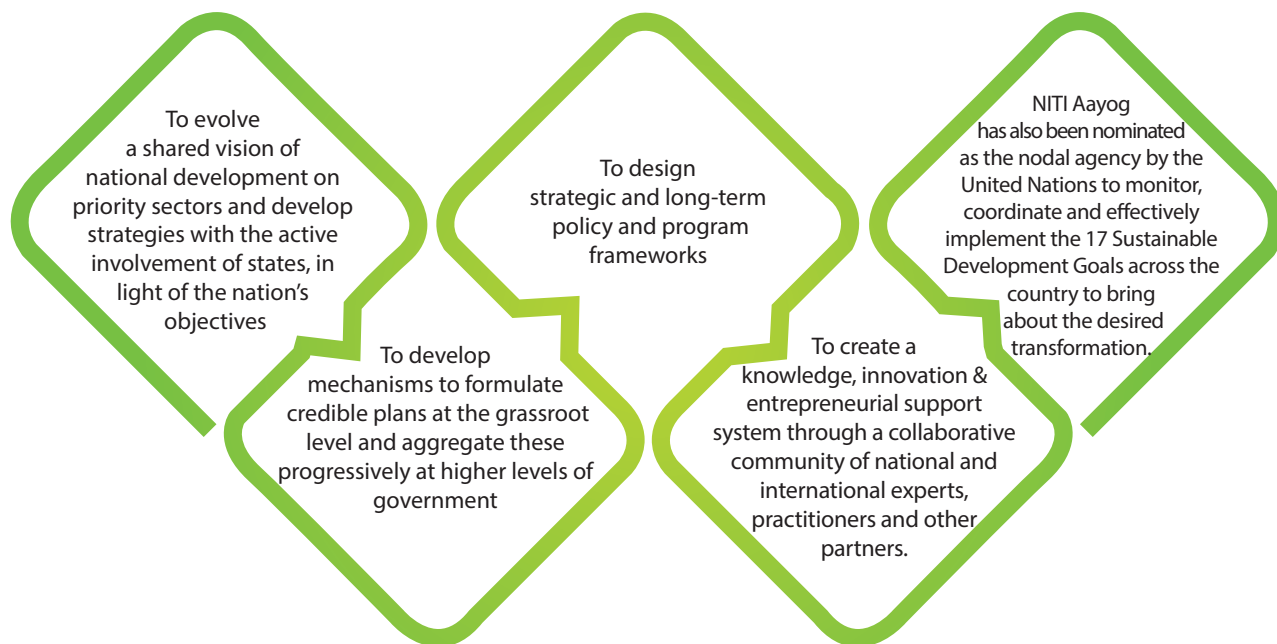 To evolve
a shared vision of
national development on
priority sectors and develop
strategies with the active
involvement of states, in
light of the nation's
objectives
To develop
mechanisms to formulate
credible plans at the grassroot
level and aggregate these
progressively at higher levels of
government
To design
strategic and long-term
policy and program
frameworks
To create a
knowledge, innovation &
entrepreneurial support
system through a collaborative
community of national and
international experts,
practitioners and other
partners.
NITI Aayog
has also been nominated
as the nodal agency by the
United Nations to monitor,
coordinate and effectively
implement the 17 Sustainable
Development Goals across the
country to bring
about the desired
transformation.